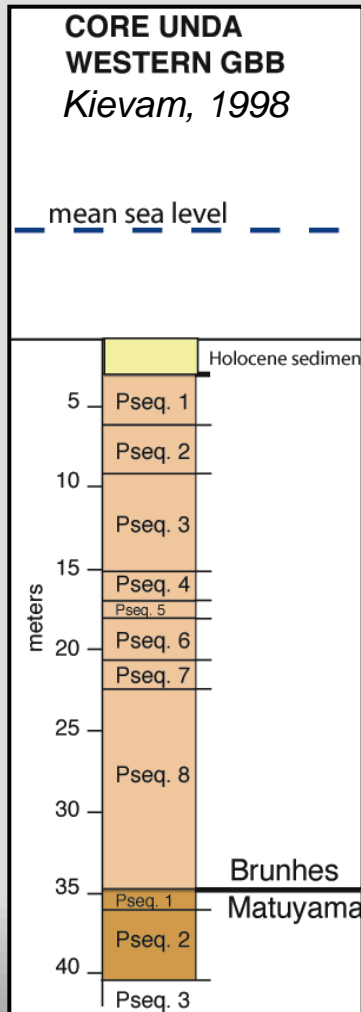 CORE UNDA
WESTERN GBB
Kievam, 1998
mean sea level
Holocene sedimen
5
Pseq. 1
Pseq. 2
10
Pseq. 3
15
Pseq. 4
Pseq. 5
meters
20
Pseq. 6
Pseq. 7
25
Pseq. 8
30
Brunhes
35
Pseq. 1
Matuyama
Pseq. 2
40
Pseq. 3